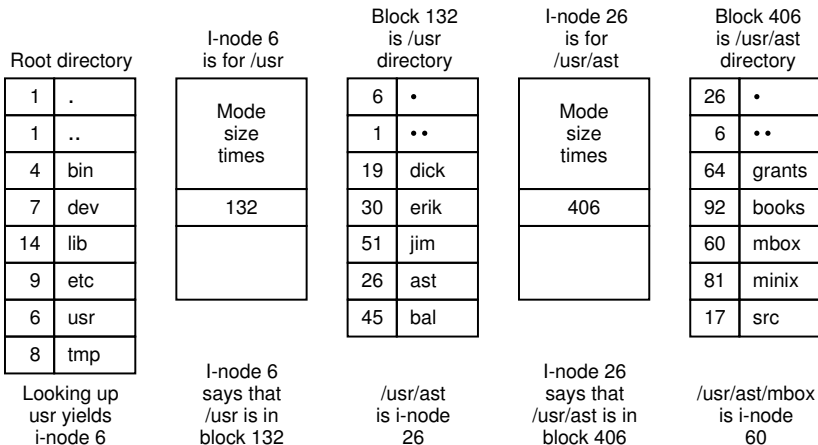 Root directory
1 .
1 ..
4 bin
7 dev
14 lib
9 etc
6 usr
8 tmp
Looking up
usr yields
i-node 6
I-node 6
is for /usr
Mode
size
times
132
I-node 6
says that
/usr is in
block 132
Block 132
is /usr
directory
6 •
1 ••
19 dick
30 erik
51 jim
26 ast
45 bal
/usr/ast
is i-node
26
I-node 26
is for
/usr/ast
Mode
size
times
406
I-node 26
says that
/usr/ast is in
block 406
Block 406
is /usr/ast
directory
26 •
6 ••
64 grants
92 books
60 mbox
81 minix
17 src
/usr/ast/mbox
is i-node
60